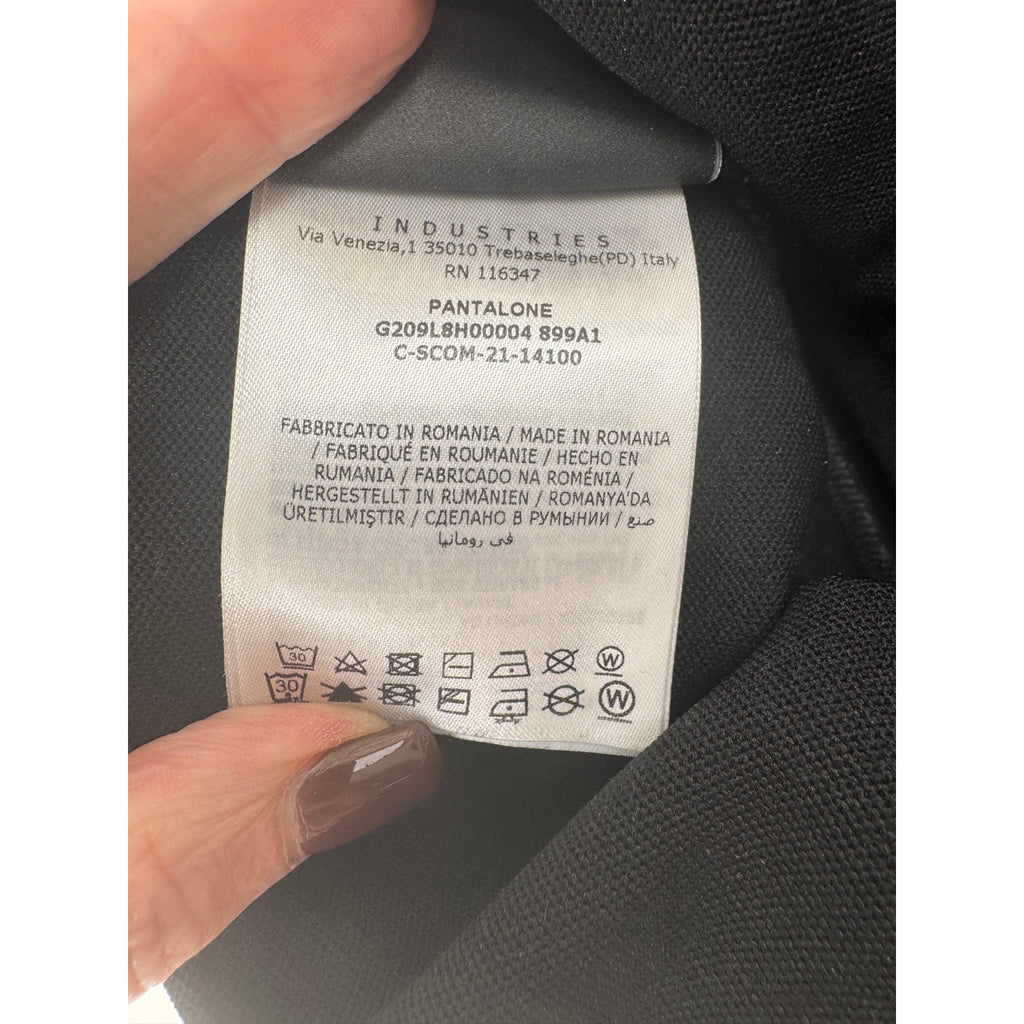 INDUSTRIES
Via Venezia,1 35010 Trebaseleghe(PD) Italy
RN 116347
PANTALONE
G209L8H00004 899A1
C-SCOM-21-14100
FABBRICATO IN ROMANIA / MADE IN ROMANIA
/ FABRIQUÉ EN ROUMANIE / HECHO EN
RUMANIA / FABRICADO NA ROMÉNIA /
HERGESTELLT IN RUMÄNIEN / ROMANYA'DA
ÜRETILMIŞTIR / СДЕЛАНО В РУМЫНИИ / صنع
في رومانيا
30 W
30 W